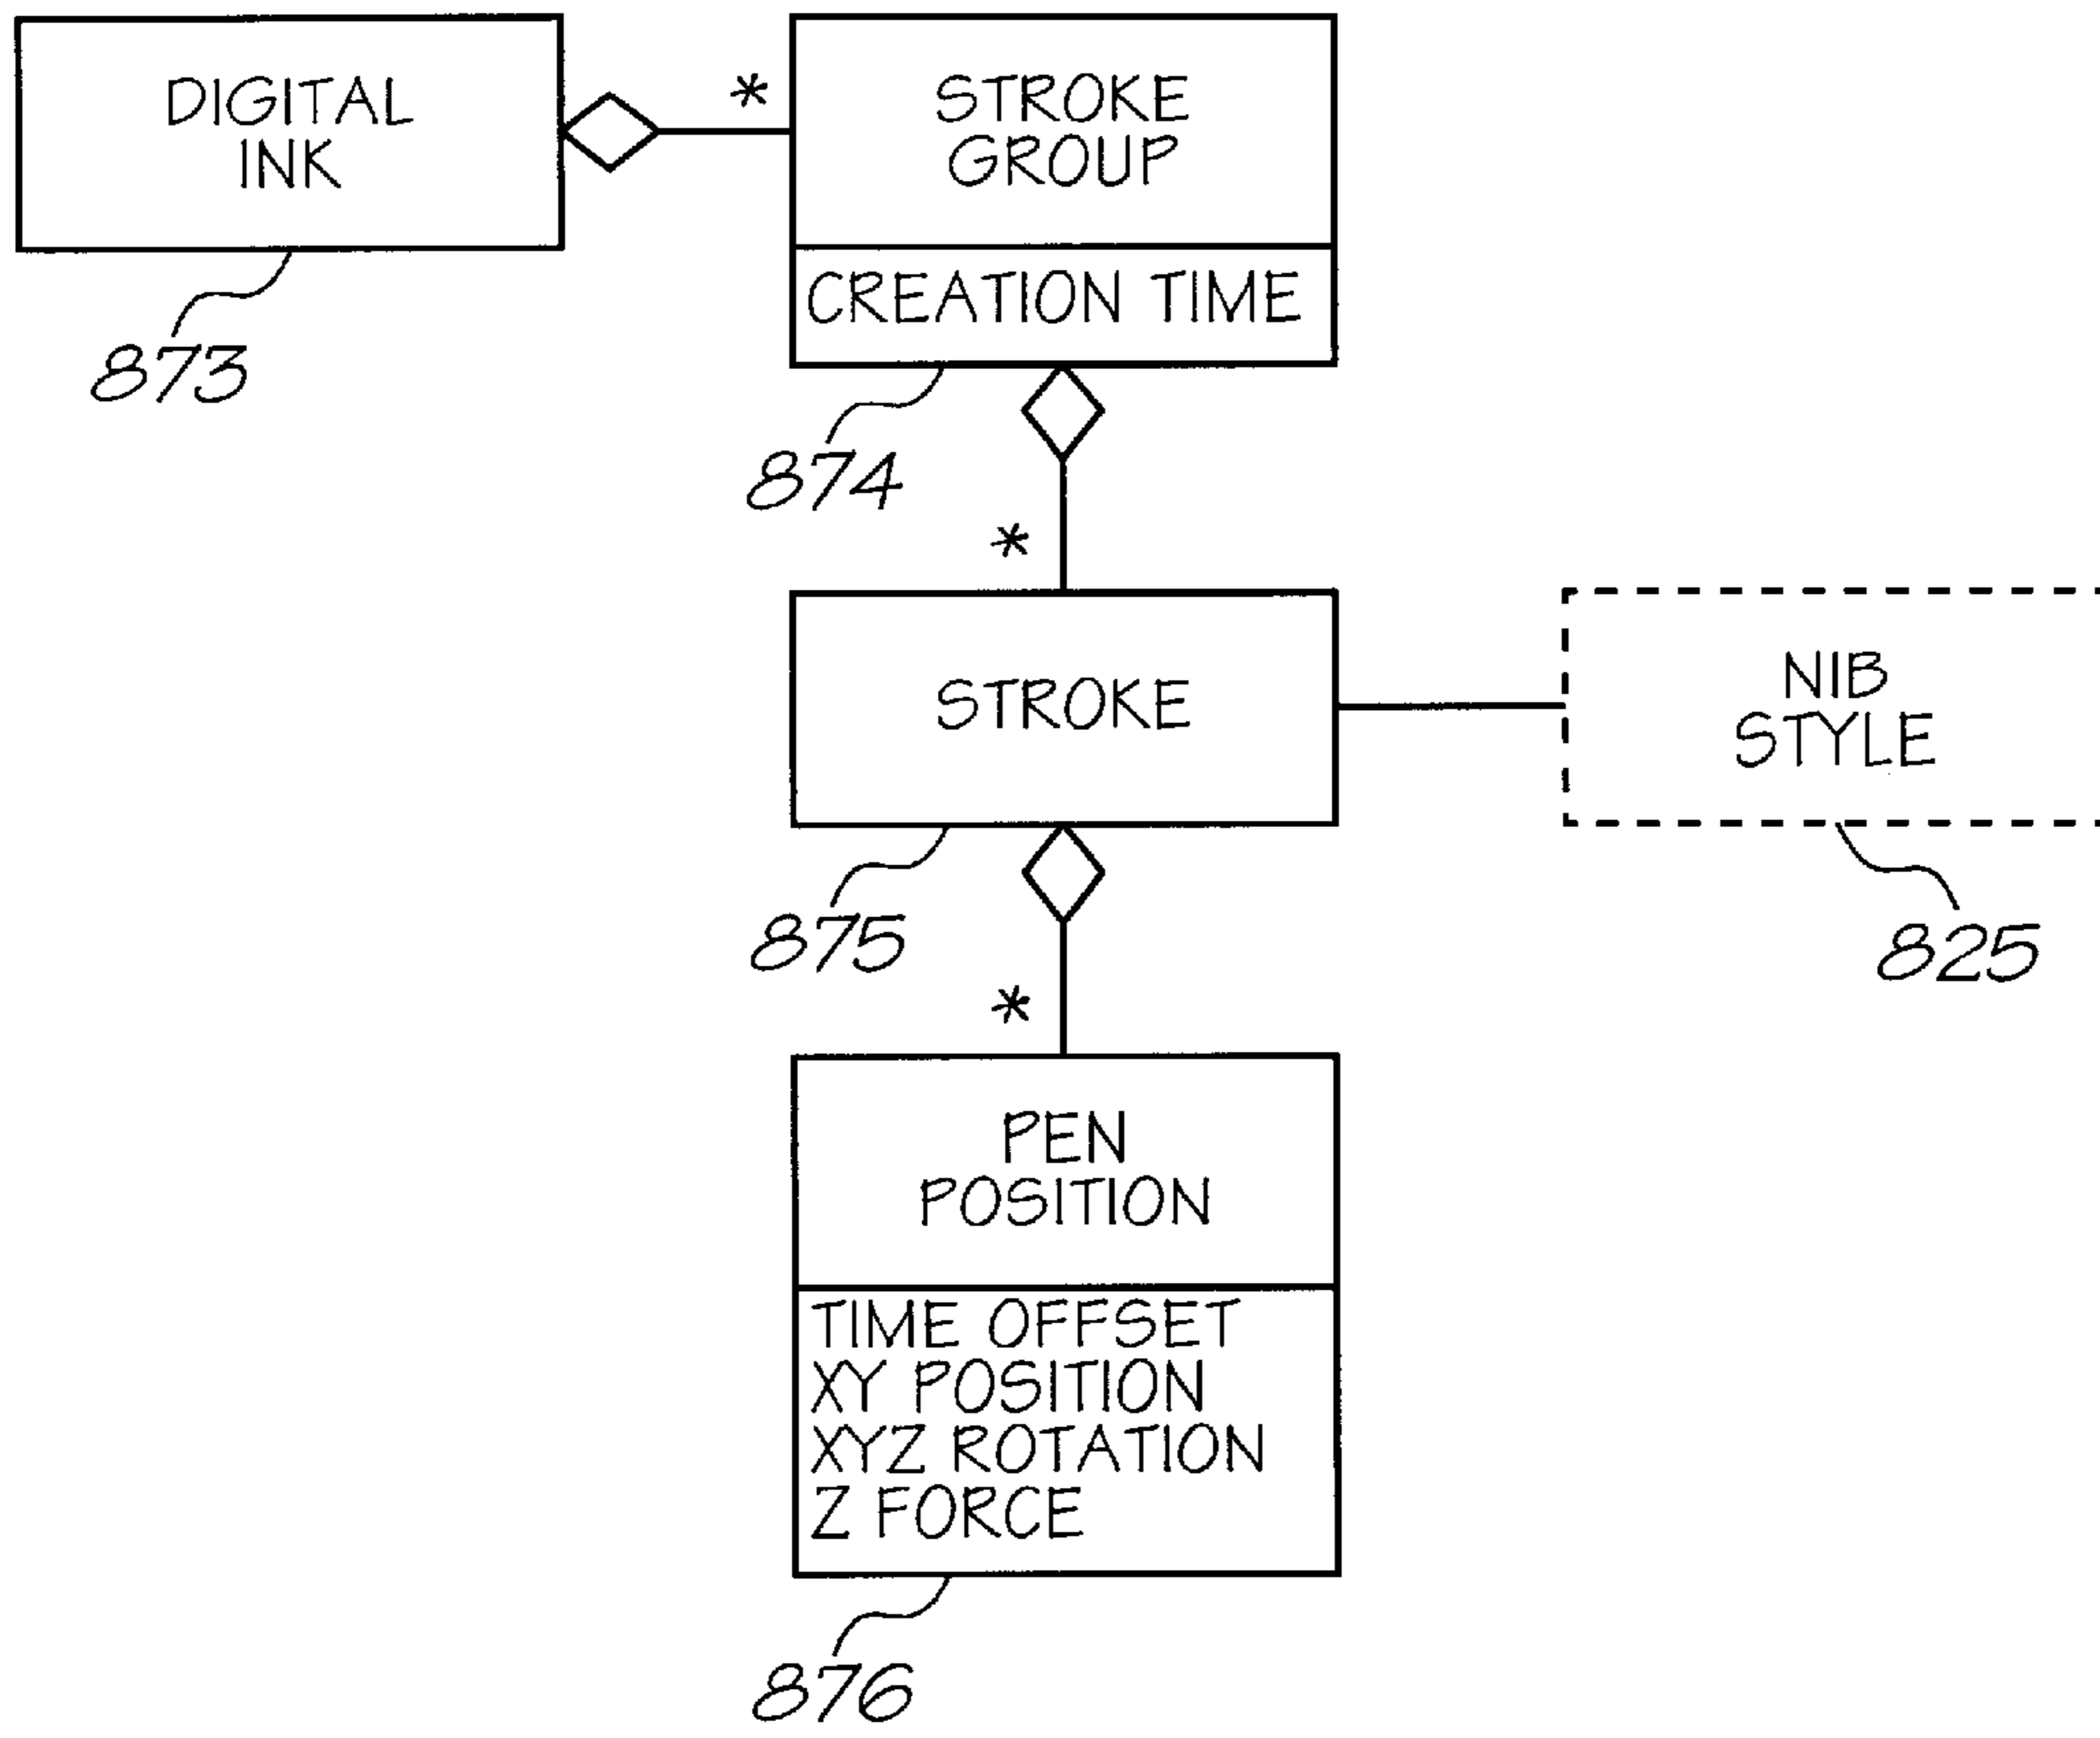 DIGITAL
INK
873
*
STROKE
GROUP
CREATION TIME
874
*
STROKE
875
NIB
STYLE
825
*
PEN
POSITION
TIME OFFSET
XY POSITION
XYZ ROTATION
Z FORCE
876